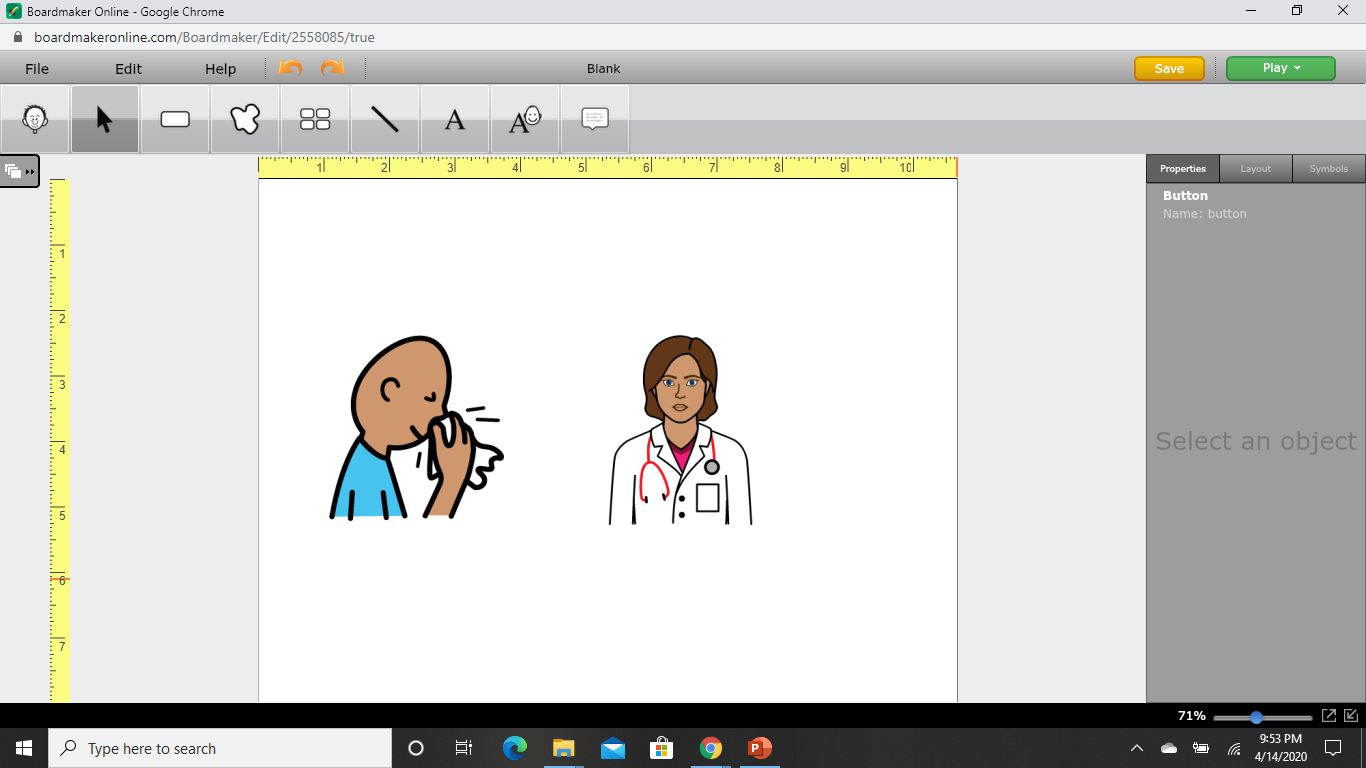 Boardmaker Online - Google Chrome
boardmakeronline.com/Boardmaker/Edit/2558085/true
File Edit Help Blank Save Play
A A
1 2 3 4 5 6 7 8 9 10
Properties Layout Symbols
Button
Name: button
1
2
3
4
Select an object
5
6
7
71%
Type here to search
P
9:53 PM
4/14/2020